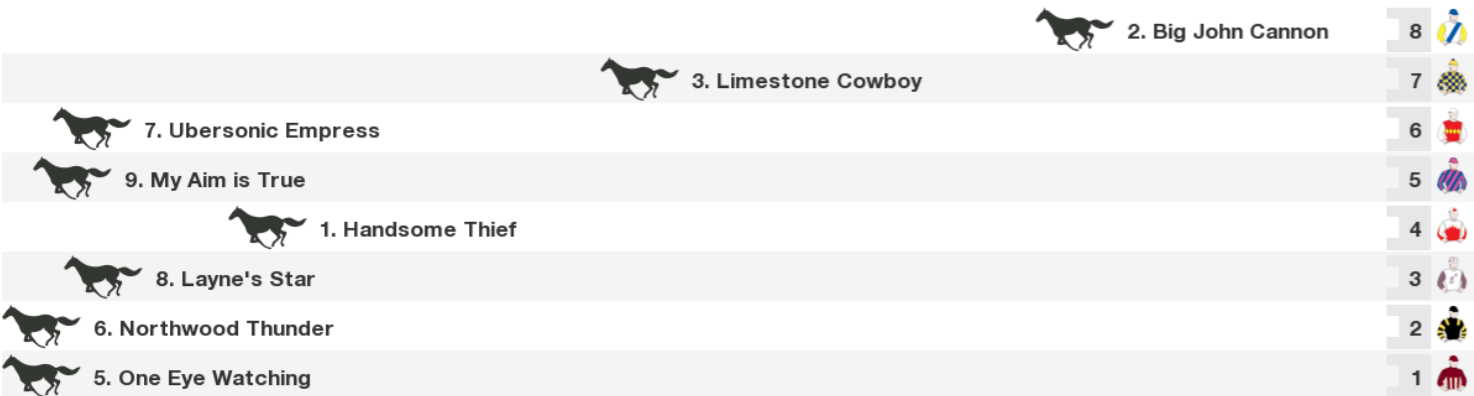 2. Big John Cannon 8
3. Limestone Cowboy 7
7. Ubersonic Empress 6
9. My Aim is True 5
1. Handsome Thief 4
8. Layne's Star 3
6. Northwood Thunder 2
5. One Eye Watching 1